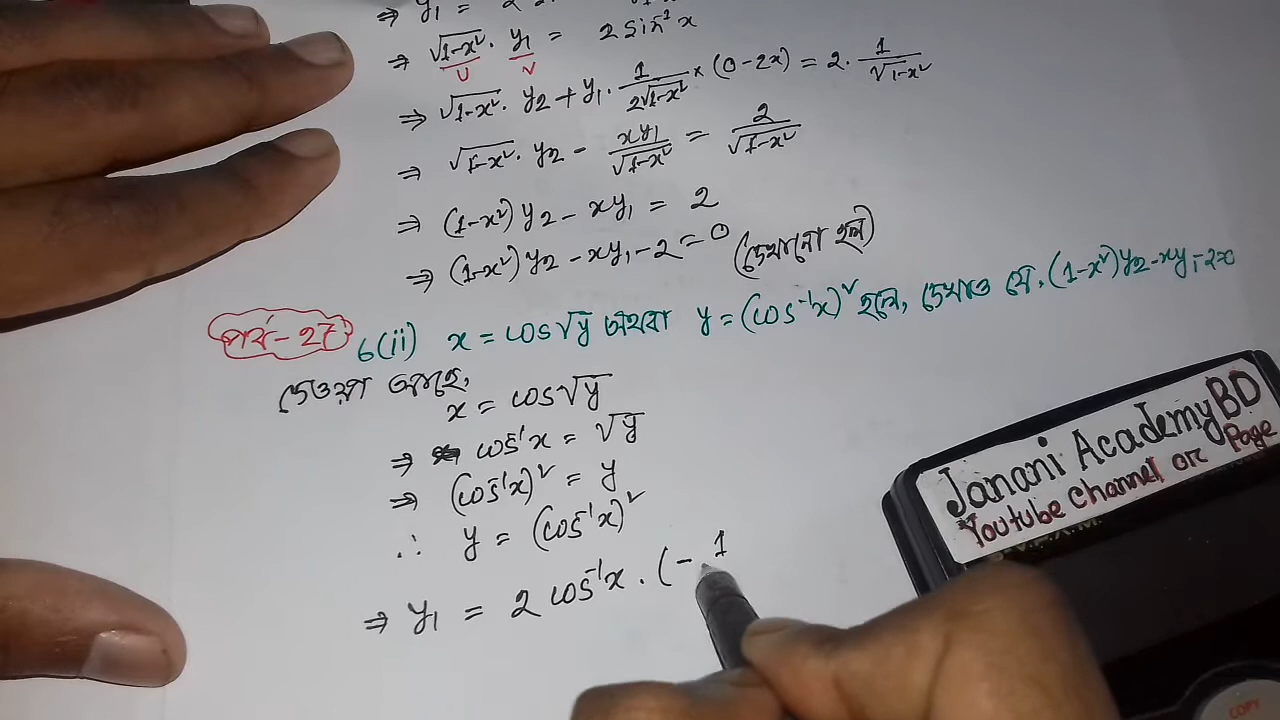 ⇒ y₁ = 2
⇒ √1-x² . y₁ = 2 sin⁻¹x
U V
⇒ √1-x² . y₂ + y₁ . 1/2√1-x² × (0-2x) = 2 . 1/√1-x²
⇒ √1-x² . y₂ - xy₁/√1-x² = 2/√1-x²
⇒ (1-x²) y₂ - xy₁ = 2
⇒ (1-x²) y₂ - xy₁ - 2 = 0 (দেখানো হল)
পর্ব-27 6(ii) x = cos√y অথবা y = (cos⁻¹x)² হলে, দেখাও যে, (1-x²)y₂-xy₁-2=0
দেওয়া আছে,
x = cos√y
⇒ cos⁻¹x = √y
⇒ (cos⁻¹x)² = y
∴ y = (cos⁻¹x)²
⇒ y₁ = 2 cos⁻¹x . (- 1
Janani AcademyBD
Youtube channel or Page
COPY